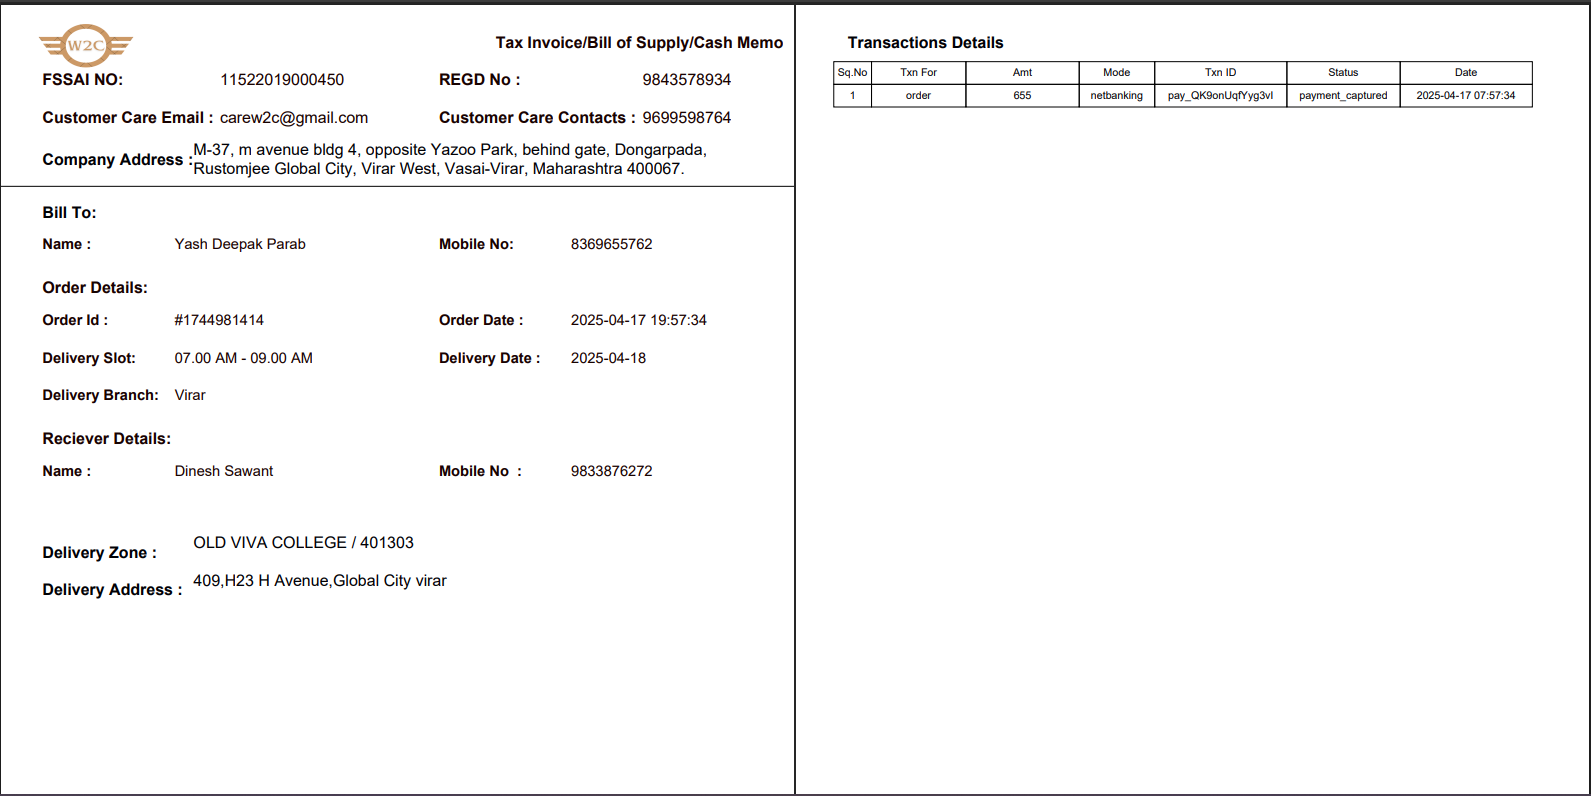 W2C
Tax Invoice/Bill of Supply/Cash Memo
FSSAI NO: 11522019000450 REGD No : 9843578934
Customer Care Email : carew2c@gmail.com Customer Care Contacts : 9699598764
Company Address : M-37, m avenue bldg 4, opposite Yazoo Park, behind gate, Dongarpada,
Rustomjee Global City, Virar West, Vasai-Virar, Maharashtra 400067.
Bill To:
Name : Yash Deepak Parab Mobile No: 8369655762
Order Details:
Order Id : #1744981414 Order Date : 2025-04-17 19:57:34
Delivery Slot: 07.00 AM - 09.00 AM Delivery Date : 2025-04-18
Delivery Branch: Virar
Reciever Details:
Name : Dinesh Sawant Mobile No : 9833876272
Delivery Zone : OLD VIVA COLLEGE / 401303
Delivery Address : 409,H23 H Avenue,Global City virar
Transactions Details
Sq.No Txn For Amt Mode Txn ID Status Date
1 order 655 netbanking pay_QK9onUqfYyg3vI payment_captured 2025-04-17 07:57:34